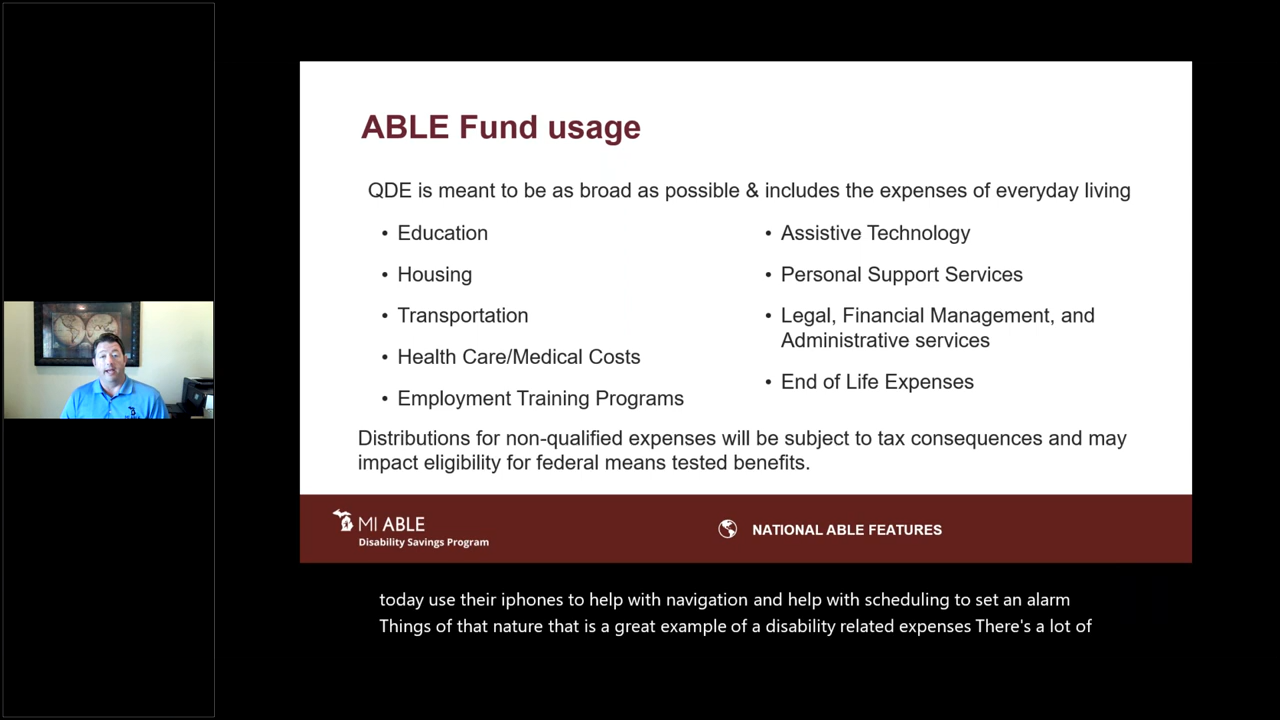 ABLE Fund usage
QDE is meant to be as broad as possible & includes the expenses of everyday living
• Education
• Housing
• Transportation
• Health Care/Medical Costs
• Employment Training Programs
• Assistive Technology
• Personal Support Services
• Legal, Financial Management, and
Administrative services
• End of Life Expenses
Distributions for non-qualified expenses will be subject to tax consequences and may
impact eligibility for federal means tested benefits.
MI ABLE
Disability Savings Program
NATIONAL ABLE FEATURES
today use their iphones to help with navigation and help with scheduling to set an alarm
Things of that nature that is a great example of a disability related expenses There's a lot of